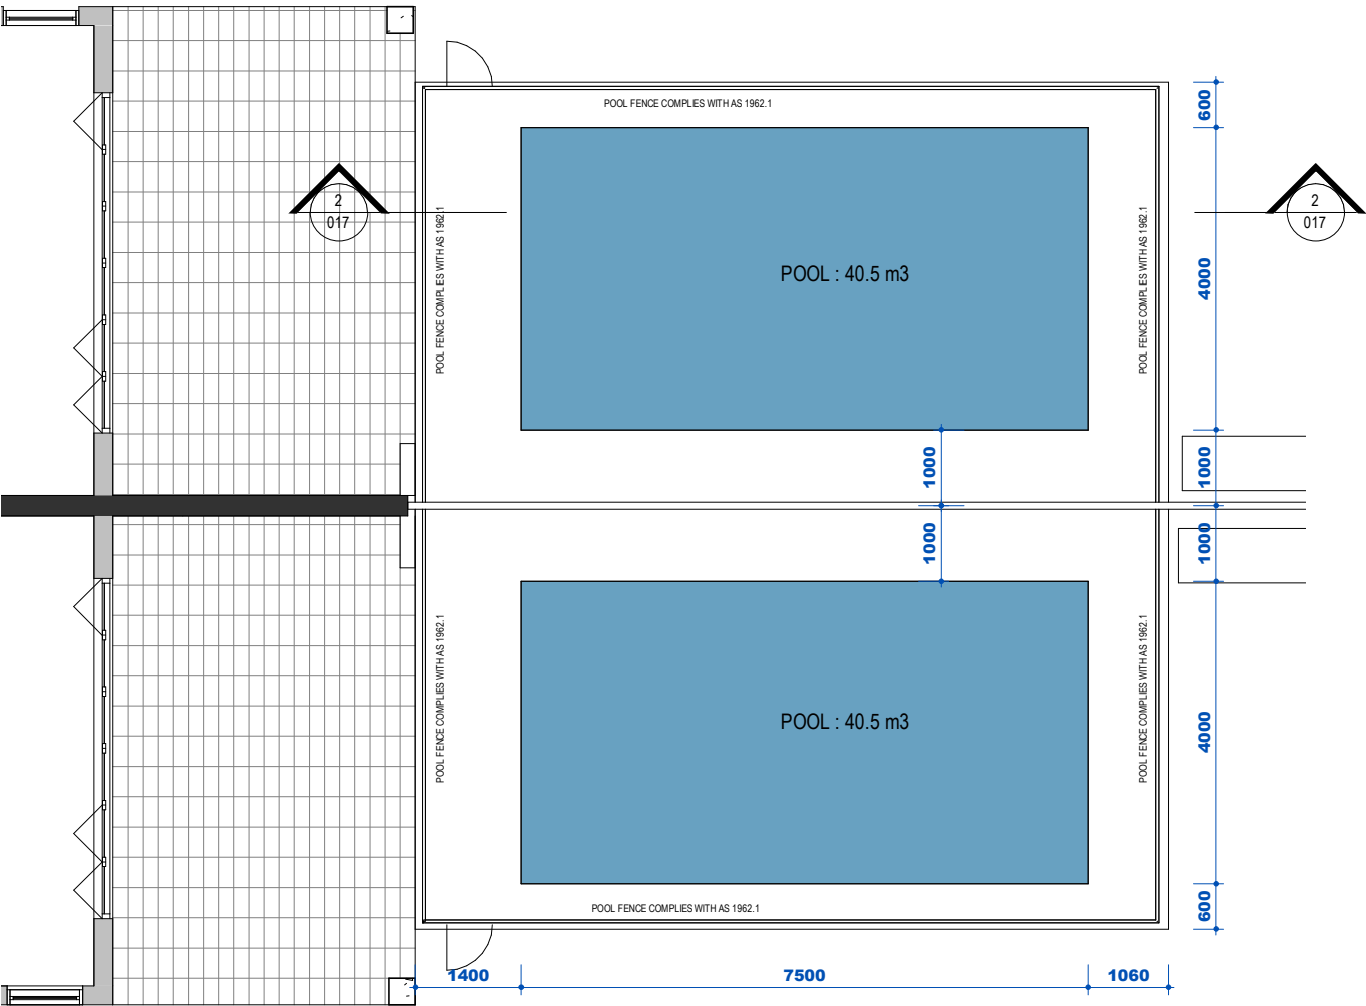 POOL FENCE COMPLIES WITH AS 1962.1
600
2
017
POOL FENCE COMPLIES WITH AS 1962.1
POOL : 40.5 m3
POOL FENCE COMPLIES WITH AS 1962.1
2
017
4000
1000
1000
1000
1000
POOL FENCE COMPLIES WITH AS 1962.1
POOL : 40.5 m3
POOL FENCE COMPLIES WITH AS 1962.1
4000
POOL FENCE COMPLIES WITH AS 1962.1
600
1400
7500
1060